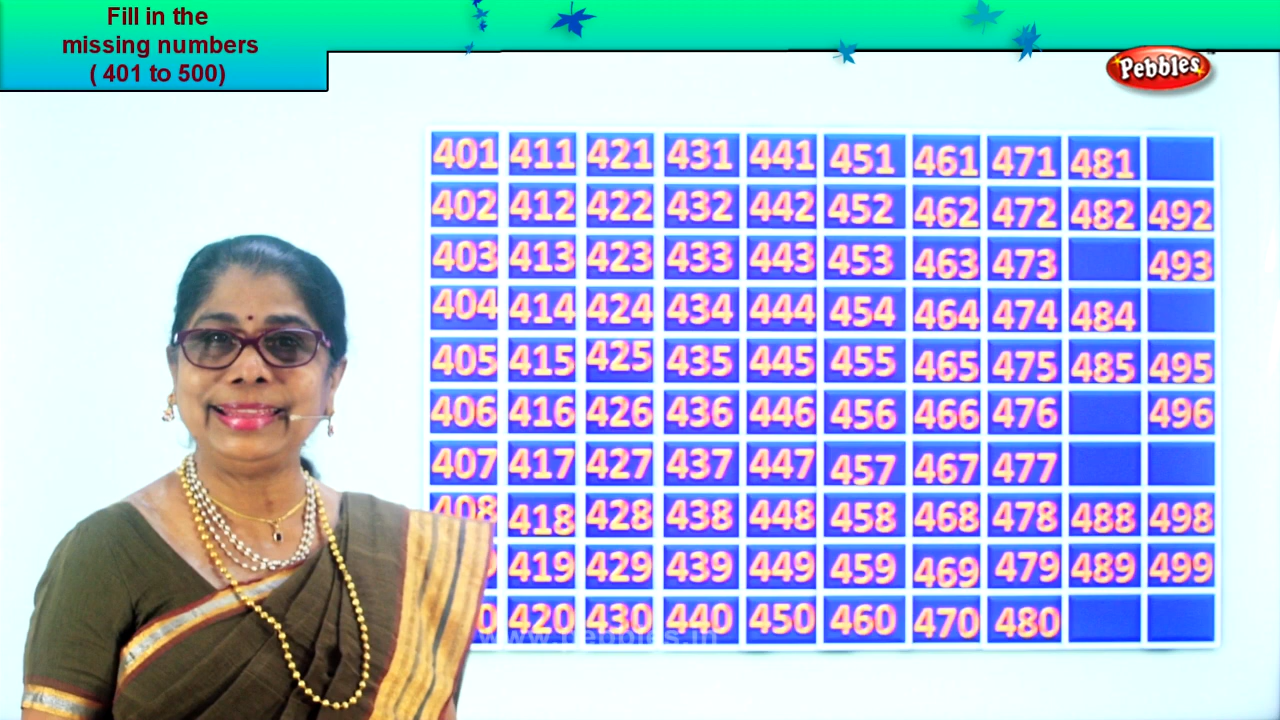 Fill in the
missing numbers
( 401 to 500)
Pebbles
401 411 421 431 441 451 461 471 481
402 412 422 432 442 452 462 472 482 492
403 413 423 433 443 453 463 473 493
404 414 424 434 444 454 464 474 484
405 415 425 435 445 455 465 475 485 495
406 416 426 436 446 456 466 476 496
407 417 427 437 447 457 467 477
408 418 428 438 448 458 468 478 488 498
419 429 439 449 459 469 479 489 499
420 430 440 450 460 470 480
www.pebbles.in